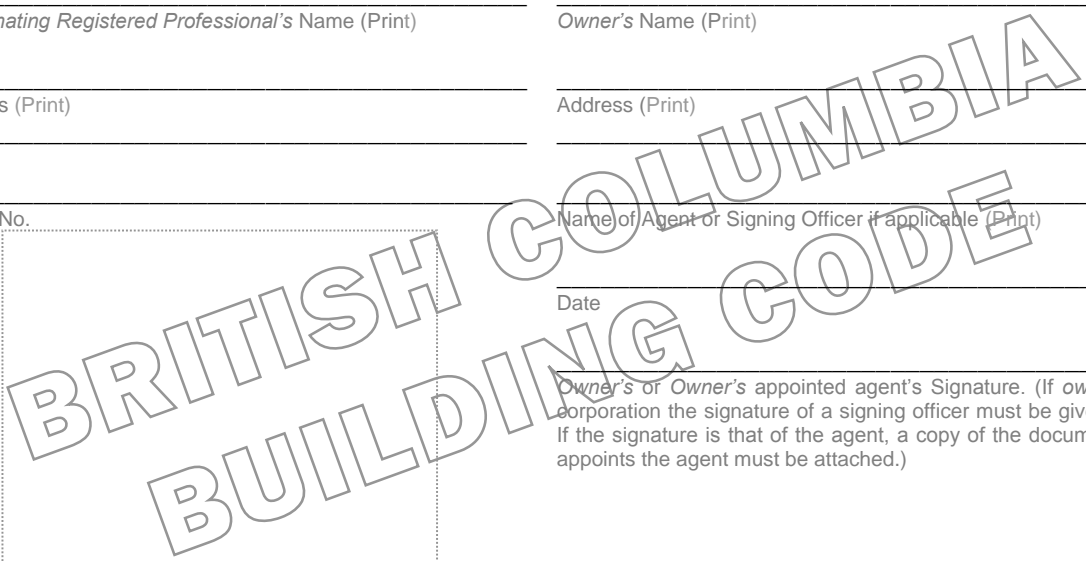 nating Registered Professional's Name (Print)
s (Print)
No.
Owner's Name (Print)
Address (Print)
Name of Agent or Signing Officer if applicable (Print)
Date
Owner's or Owner's appointed agent's Signature. (If ow
corporation the signature of a signing officer must be giv
If the signature is that of the agent, a copy of the docum
appoints the agent must be attached.)
BRITISH COLUMBIA
BUILDING CODE